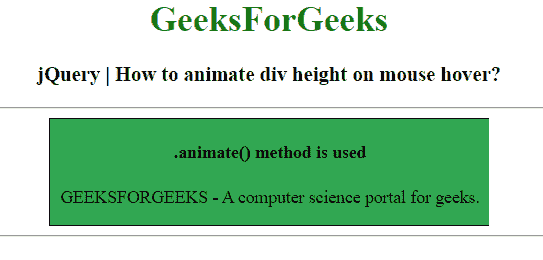 GeeksForGeeks
jQuery | How to animate div height on mouse hover?
.animate() method is used
GEEKSFORGEEKS - A computer science portal for geeks.